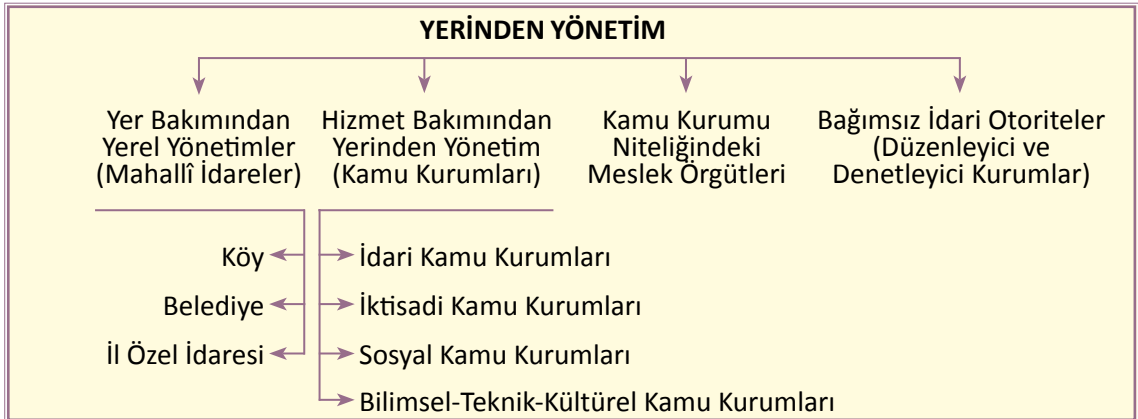 YERİNDEN YÖNETİM
Yer Bakımından
Yerel Yönetimler
(Mahallî İdareler)
Hizmet Bakımından
Yerinden Yönetim
(Kamu Kurumları)
Kamu Kurumu
Niteliğindeki
Meslek Örgütleri
Bağımsız İdari Otoriteler
(Düzenleyici ve
Denetleyici Kurumlar)
Köy
Belediye
İl Özel İdaresi
İdari Kamu Kurumları
İktisadi Kamu Kurumları
Sosyal Kamu Kurumları
Bilimsel-Teknik-Kültürel Kamu Kurumları